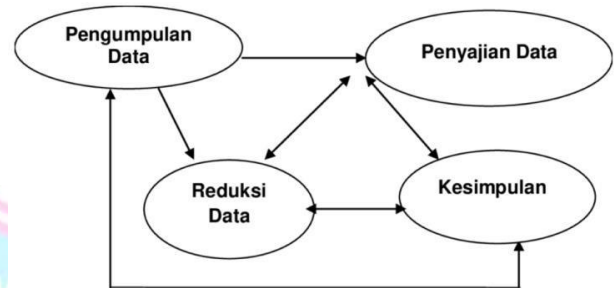 Pengumpulan
Data
Penyajian Data
Reduksi
Data
Kesimpulan